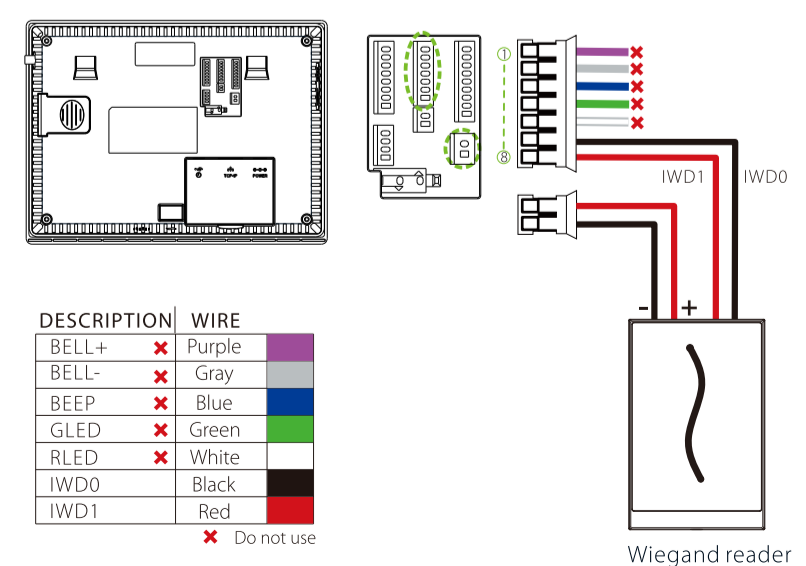 TCP-IP POWER
①
⑧
IWD1 IWD0
- +
DESCRIPTION WIRE
BELL+ ✖ Purple
BELL- ✖ Gray
BEEP ✖ Blue
GLED ✖ Green
RLED ✖ White
IWD0 Black
IWD1 Red
✖ Do not use
Wiegand reader